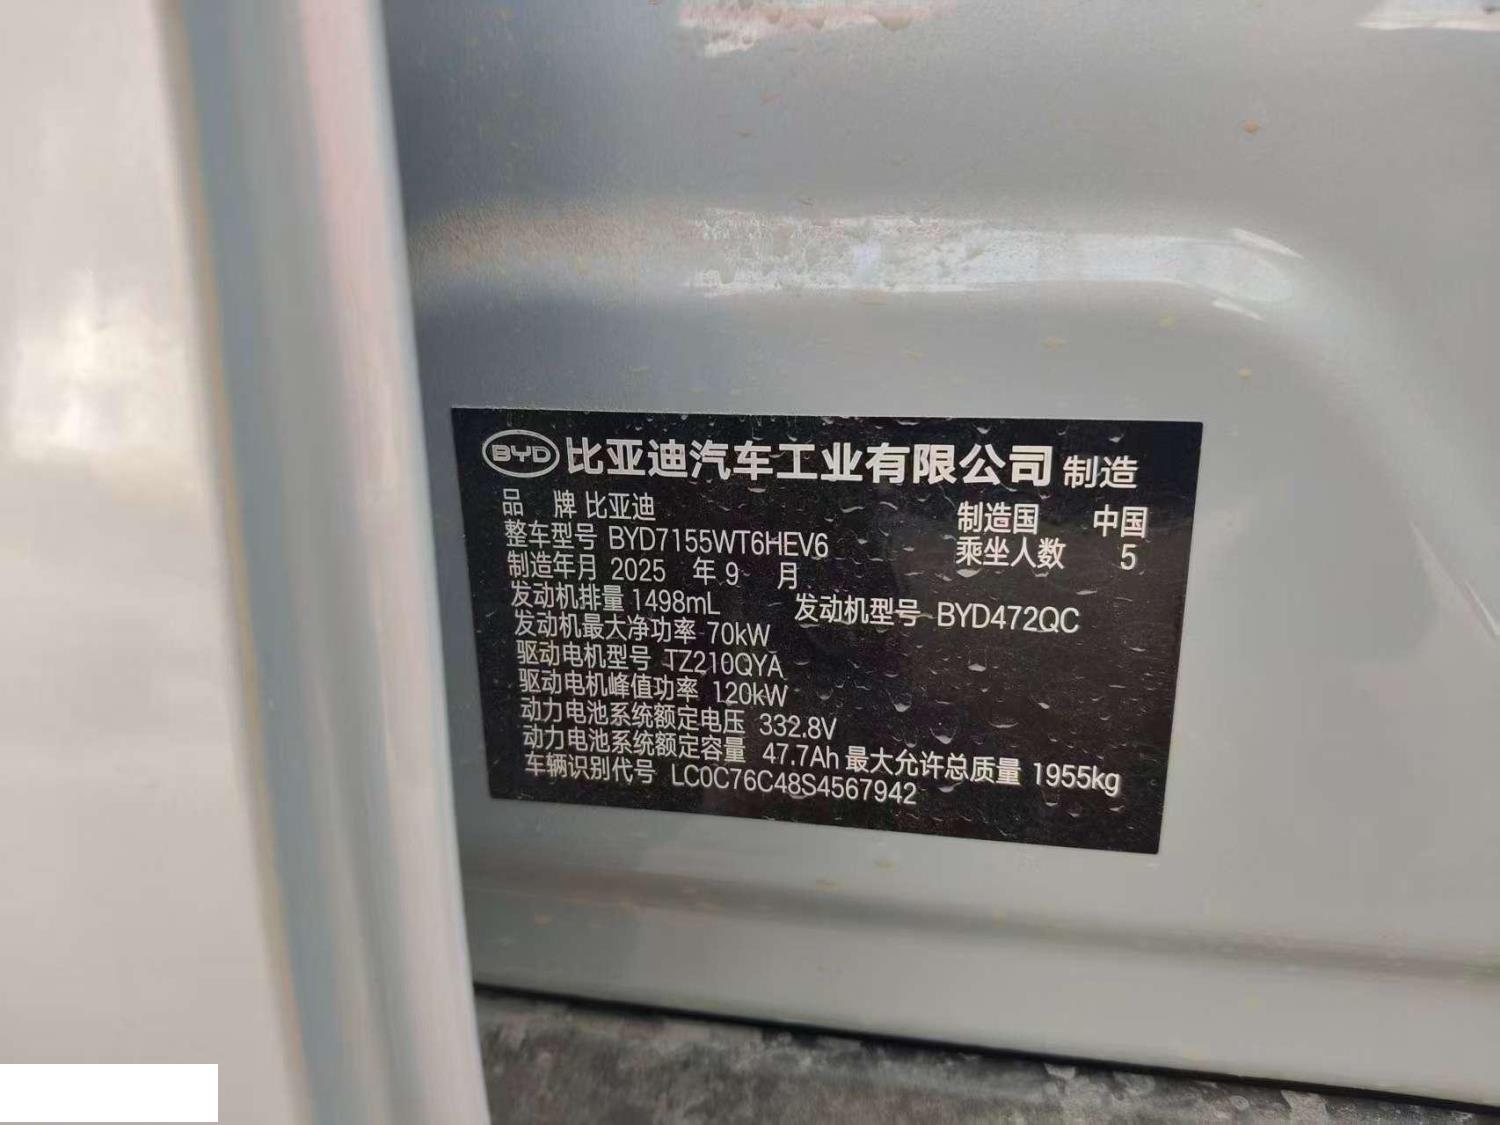 BYD 比亚迪汽车工业有限公司 制造
品 牌 比亚迪 制造国 中国
整车型号 BYD7155WT6HEV6 乘坐人数 5
制造年月 2025 年 9 月
发动机排量 1498mL 发动机型号 BYD472QC
发动机最大净功率 70kW
驱动电机型号 TZ210QYA
驱动电机峰值功率 120kW
动力电池系统额定电压 332.8V
动力电池系统额定容量 47.7Ah 最大允许总质量 1955kg
车辆识别代号 LC0C76C48S4567942